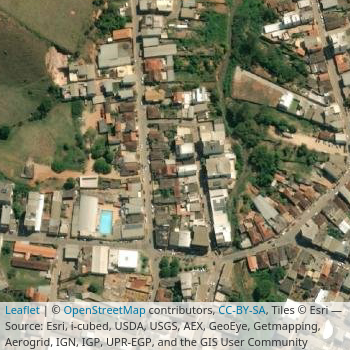 Leaflet | © OpenStreetMap contributors, CC-BY-SA, Tiles © Esri —
Source: Esri, i-cubed, USDA, USGS, AEX, GeoEye, Getmapping,
Aerogrid, IGN, IGP, UPR-EGP, and the GIS User Community